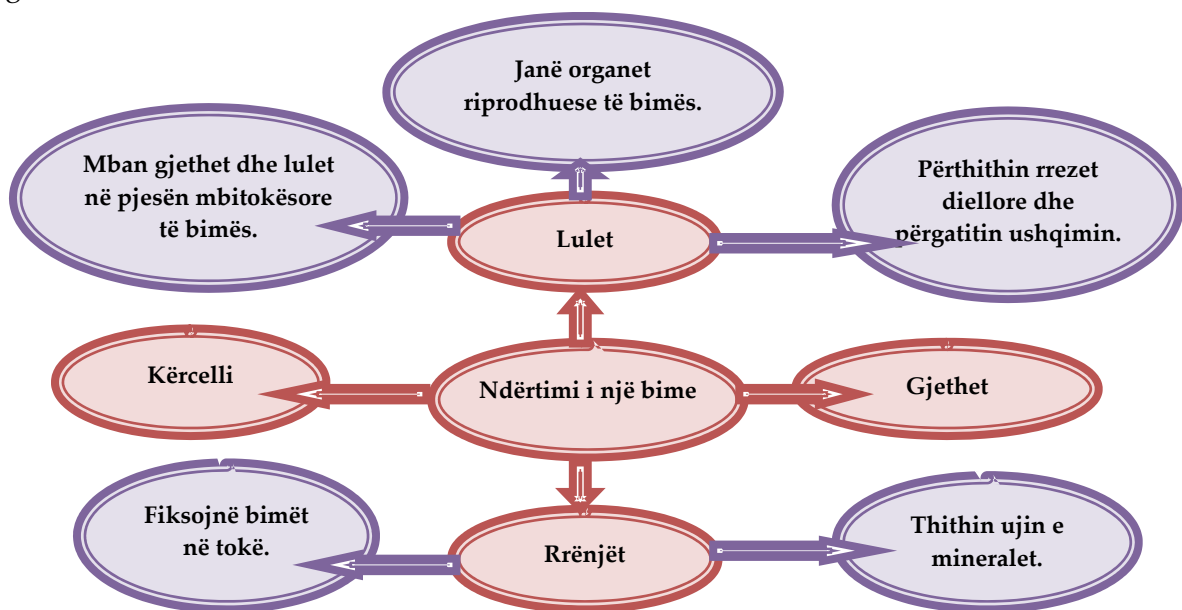 Janë organet
riprodhuese të bimës.
Mban gjethet dhe lulet
në pjesën mbitokësore
të bimës.
Përthithin rrezet
diellore dhe
përgatitin ushqimin.
Lulet
Kërcelli
Ndërtimi i një bime
Gjethet
Fiksojnë bimët
në tokë.
Rrënjët
Thithin ujin e
mineralet.